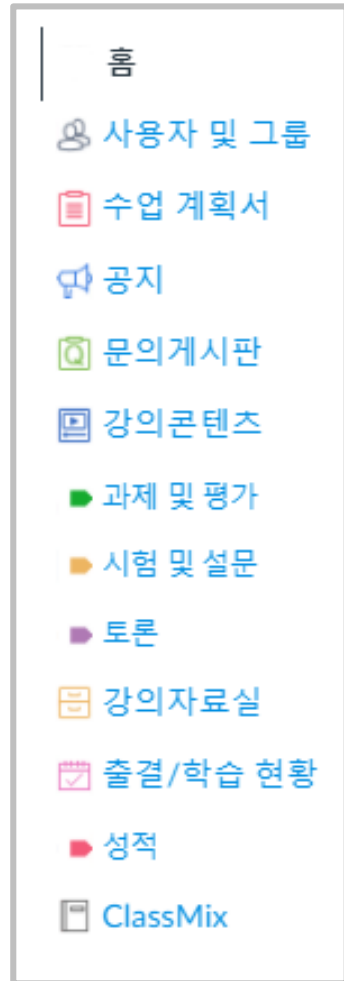 홈
사용자 및 그룹
수업 계획서
공지
문의게시판
강의콘텐츠
과제 및 평가
시험 및 설문
토론
강의자료실
출결/학습 현황
성적
ClassMix